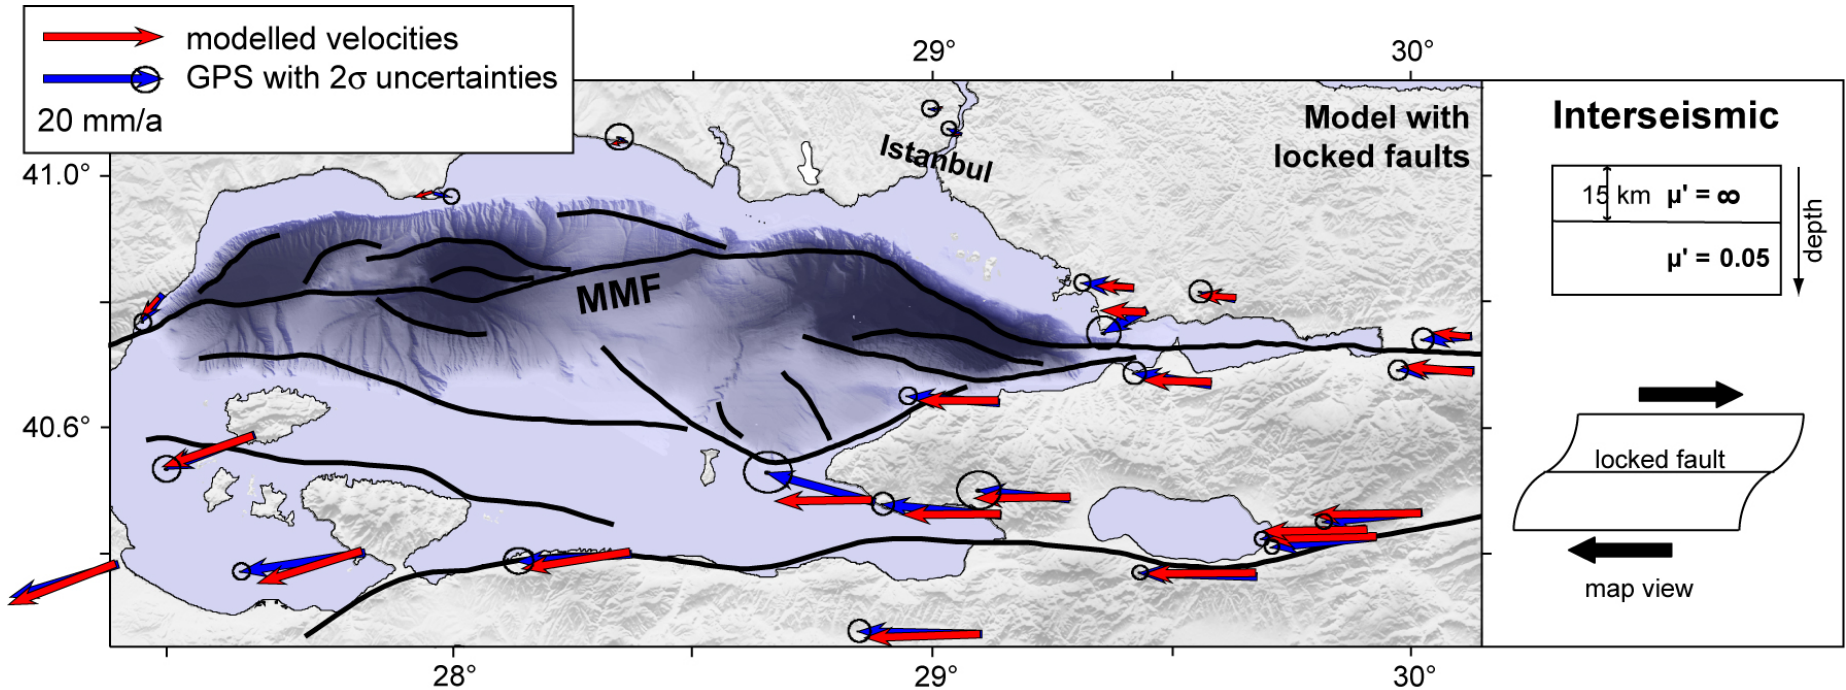 modelled velocities
GPS with 2σ uncertainties
20 mm/a
29°
30°
41.0°
40.6°
Istanbul
Model with
locked faults
MMF
28°
29°
30°
Interseismic
15 km µ' = ∞
µ' = 0.05
depth
locked fault
map view